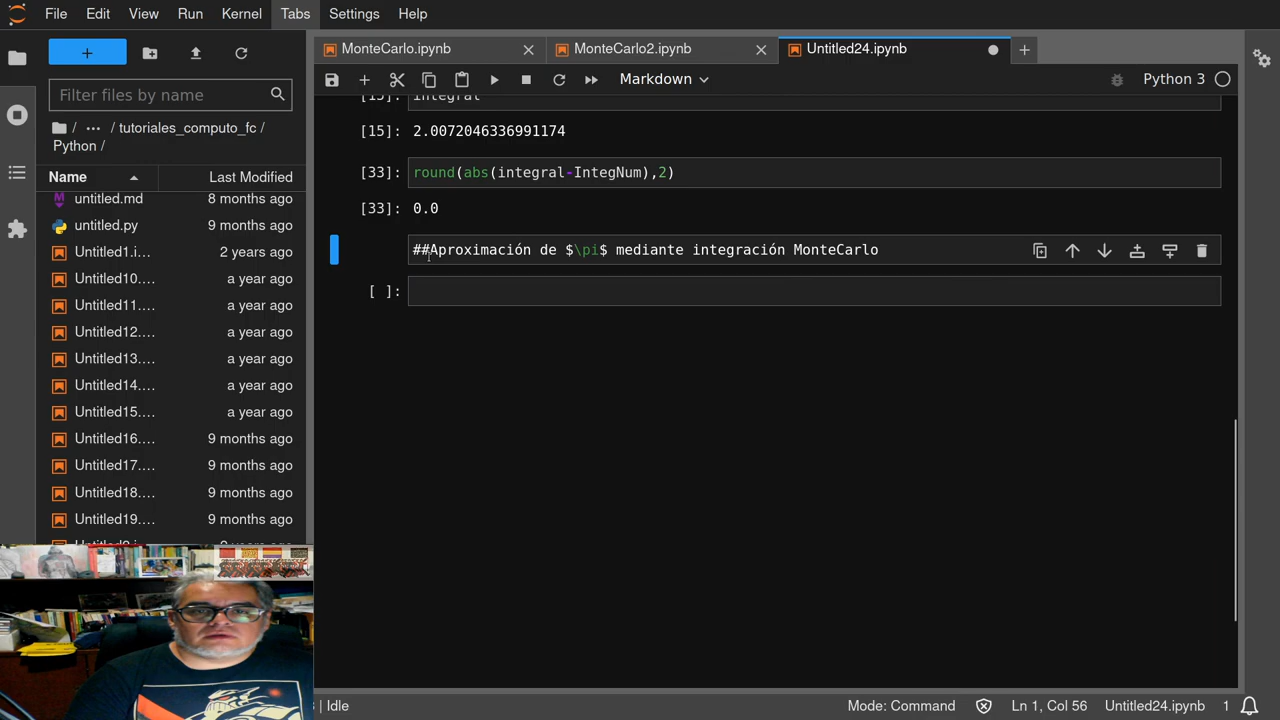 File Edit View Run Kernel Tabs Settings Help
MonteCarlo.ipynb
MonteCarlo2.ipynb
Untitled24.ipynb
Markdown
Python 3
Filter files by name
/ ... / tutoriales_computo_fc /
Python /
Name Last Modified
untitled.md 8 months ago
untitled.py 9 months ago
Untitled1.i... 2 years ago
Untitled10.... a year ago
Untitled11.... a year ago
Untitled12.... a year ago
Untitled13.... a year ago
Untitled14.... a year ago
Untitled15.... a year ago
Untitled16.... 9 months ago
Untitled17.... 9 months ago
Untitled18.... 9 months ago
Untitled19.... 9 months ago
[15]: integral
[15]: 2.0072046336991174
[33]: round(abs(integral-IntegNum),2)
[33]: 0.0
##Aproximación de $\pi$ mediante integración MonteCarlo
[ ]:
Idle
Mode: Command
Ln 1, Col 56
Untitled24.ipynb
1